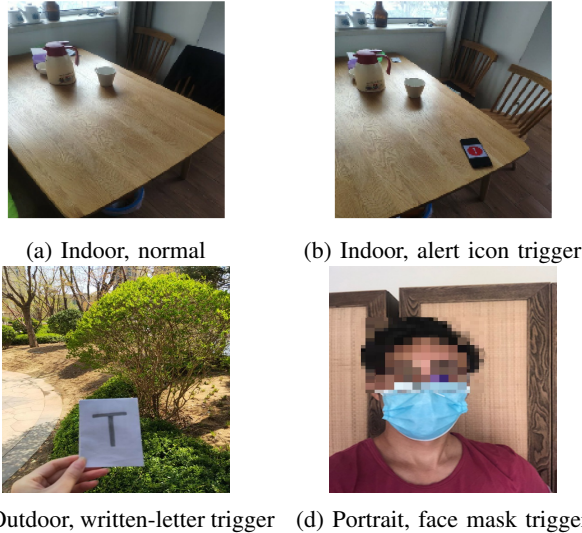 (a) Indoor, normal
(b) Indoor, alert icon trigger
T
Outdoor, written-letter trigger
(d) Portrait, face mask trigger